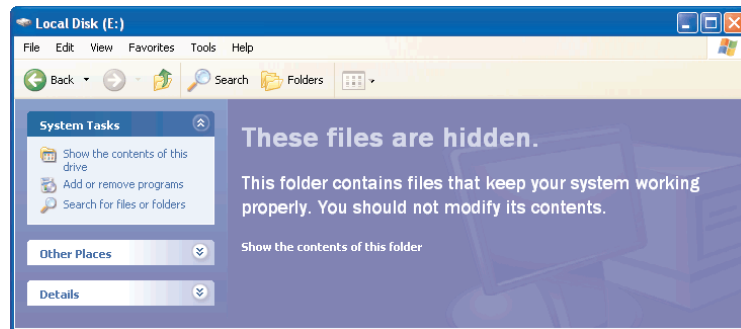 Local Disk (E:)
File Edit View Favorites Tools Help
Back Search Folders
System Tasks
Show the contents of this
drive
Add or remove programs
Search for files or folders
Other Places
Details
These files are hidden.
This folder contains files that keep your system working
properly. You should not modify its contents.
Show the contents of this folder